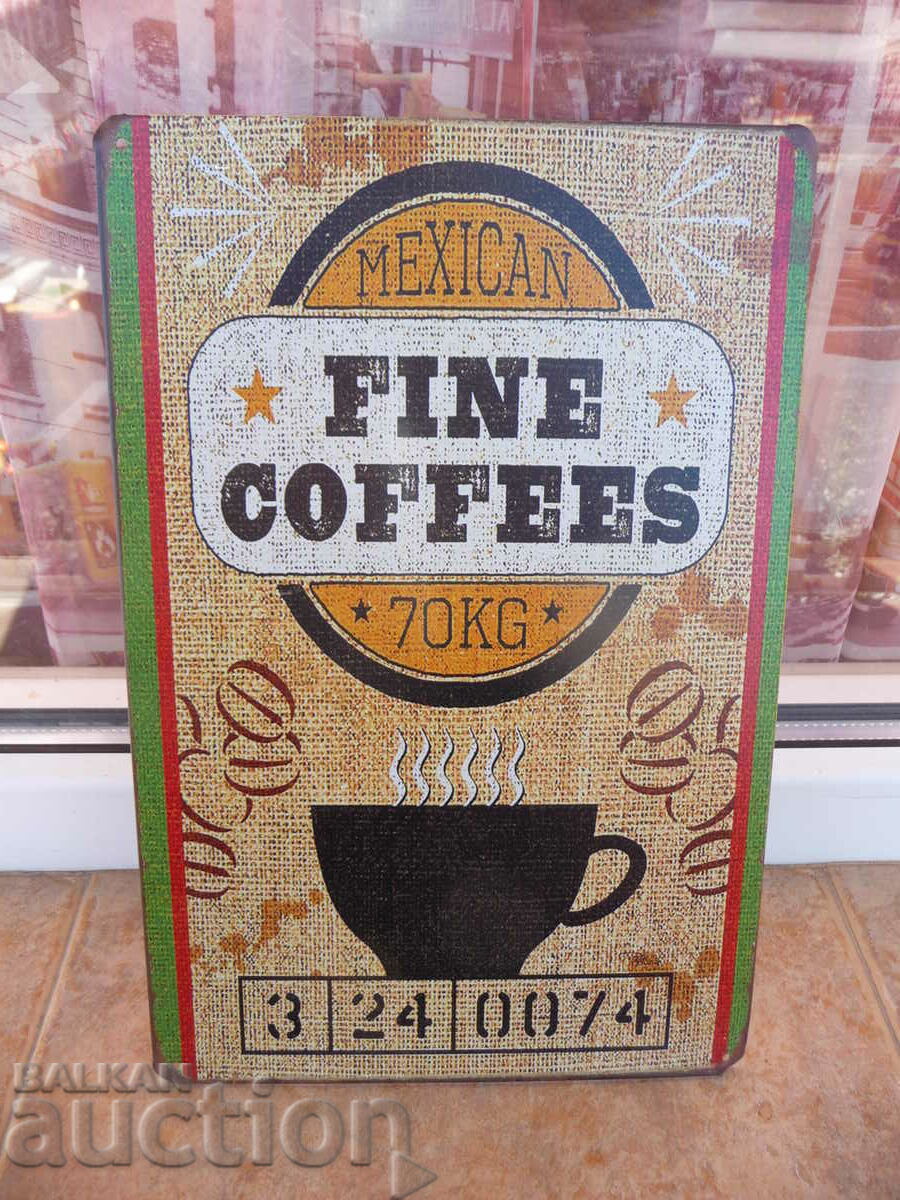 MEXICAN
FINE
COFFEES
70KG
3 24 0074
BALKAN
auction